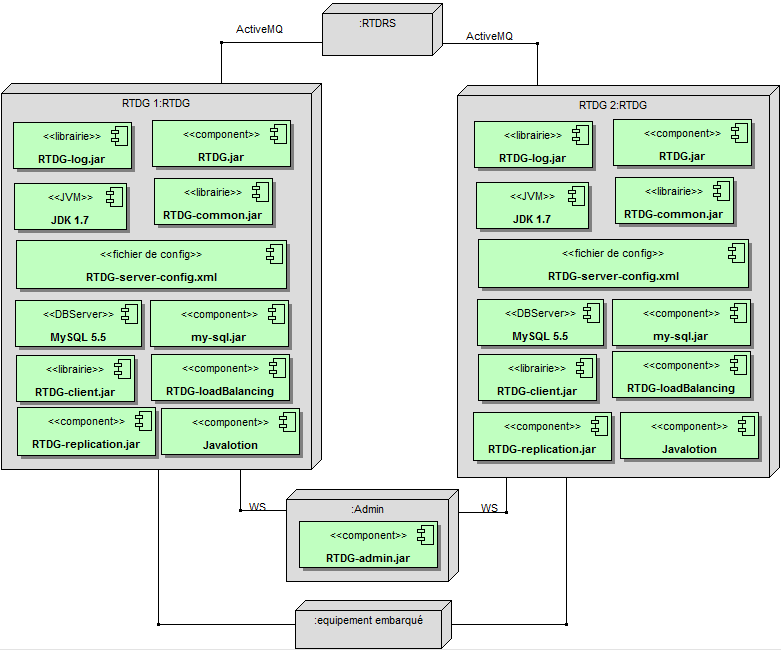 :RTDRS
ActiveMQ
ActiveMQ
RTDG 1:RTDG
<<librairie>>
RTDG-log.jar
<<component>>
RTDG.jar
<<JVM>>
JDK 1.7
<<librairie>>
RTDG-common.jar
<<fichier de config>>
RTDG-server-config.xml
<<DBServer>>
MySQL 5.5
<<component>>
my-sql.jar
<<librairie>>
RTDG-client.jar
<<component>>
RTDG-loadBalancing
<<component>>
RTDG-replication.jar
<<component>>
Javalotion
RTDG 2:RTDG
<<librairie>>
RTDG-log.jar
<<component>>
RTDG.jar
<<JVM>>
JDK 1.7
<<librairie>>
RTDG-common.jar
<<fichier de config>>
RTDG-server-config.xml
<<DBServer>>
MySQL 5.5
<<component>>
my-sql.jar
<<librairie>>
RTDG-client.jar
<<component>>
RTDG-loadBalancing
<<component>>
RTDG-replication.jar
<<component>>
Javalotion
WS
:Admin
WS
<<component>>
RTDG-admin.jar
:equipement embarqué